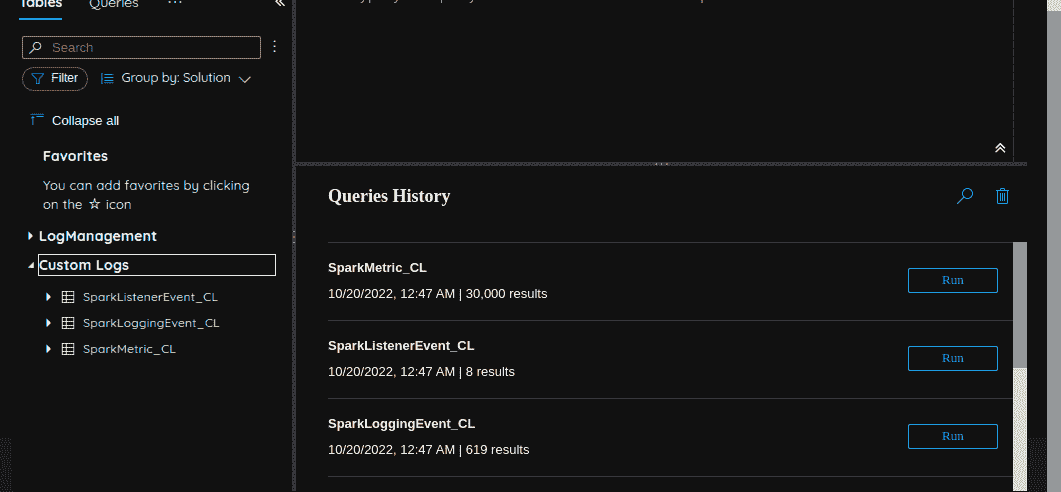 Tables Queries ...
Search
Filter Group by: Solution
Collapse all
Favorites
You can add favorites by clicking
on the ☆ icon
LogManagement
Custom Logs
SparkListenerEvent_CL
SparkLoggingEvent_CL
SparkMetric_CL
Queries History
SparkMetric_CL
10/20/2022, 12:47 AM | 30,000 results
Run
SparkListenerEvent_CL
10/20/2022, 12:47 AM | 8 results
Run
SparkLoggingEvent_CL
10/20/2022, 12:47 AM | 619 results
Run